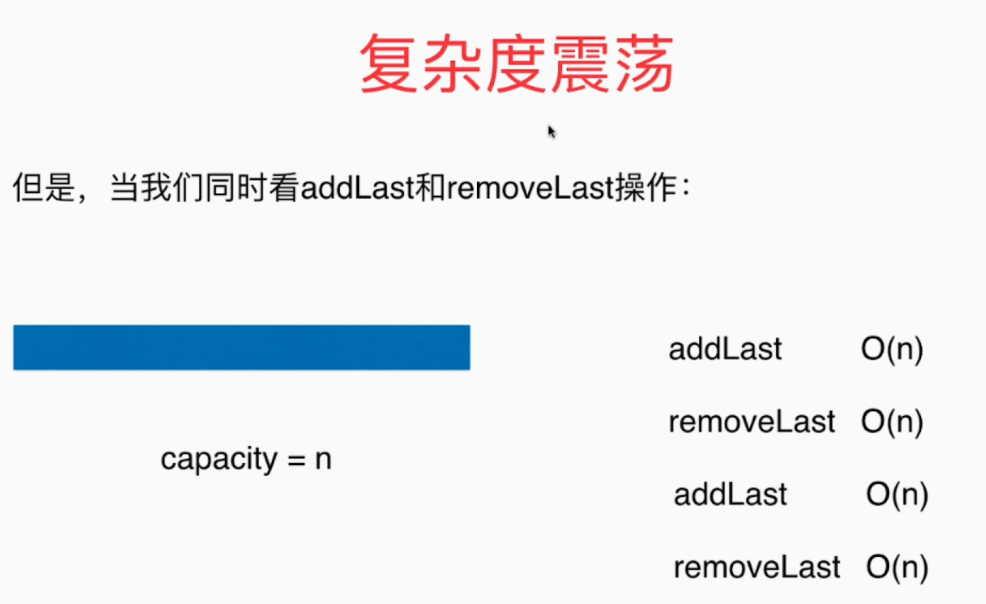 复杂度震荡
但是，当我们同时看addLast和removeLast操作：
addLast O(n)
removeLast O(n)
capacity = n
addLast O(n)
removeLast O(n)